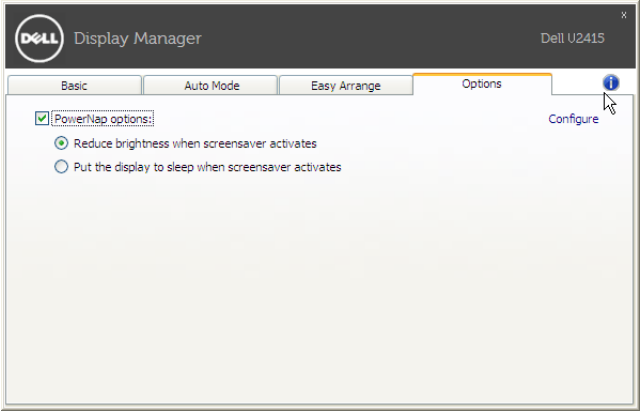 DELL Display Manager Dell U2415 x
Basic Auto Mode Easy Arrange Options i
PowerNap options: Configure
Reduce brightness when screensaver activates
Put the display to sleep when screensaver activates